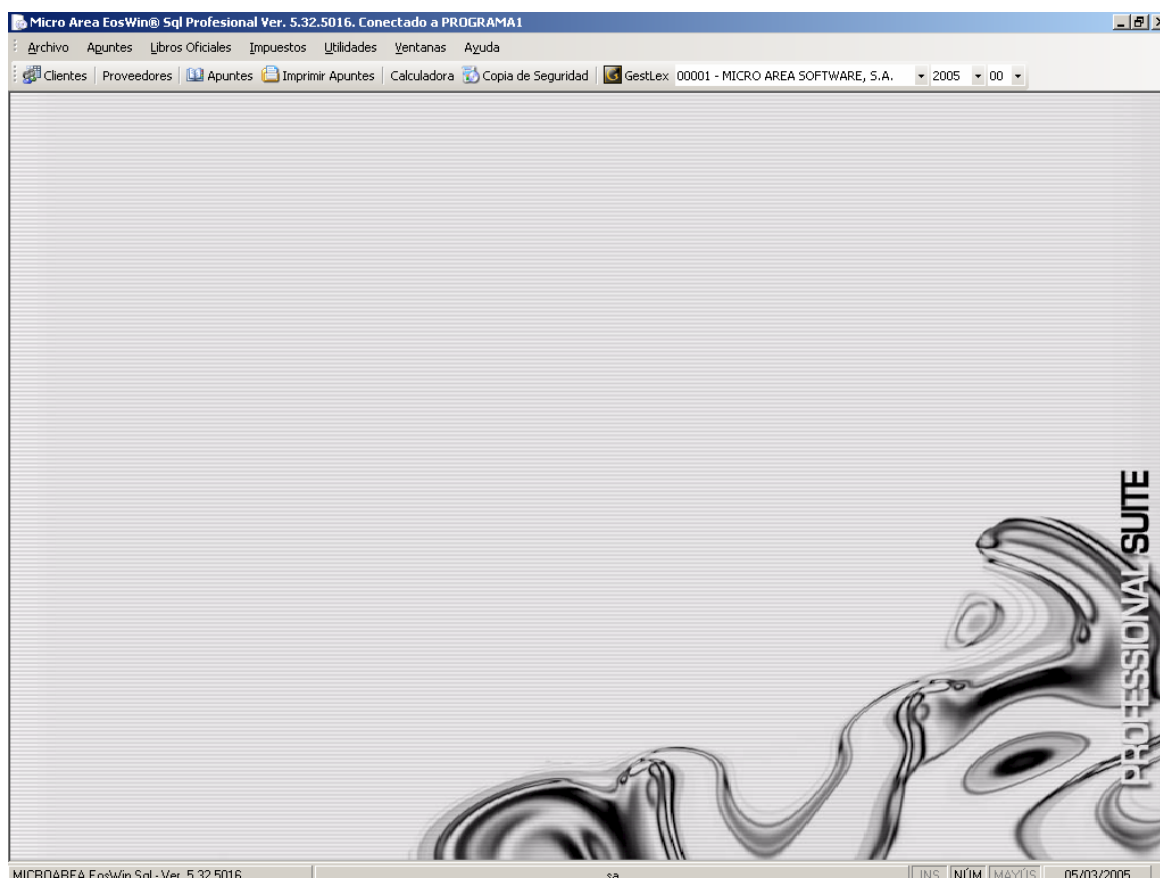 Micro Area EosWin® Sql Profesional Ver. 5.32.5016. Conectado a PROGRAMA1
Archivo Apuntes Libros Oficiales Impuestos Utilidades Ventanas Ayuda
Clientes Proveedores Apuntes Imprimir Apuntes Calculadora Copia de Seguridad GestLex 00001 - MICRO AREA SOFTWARE, S.A. 2005 00
PROFESSIONAL SUITE
MICROAREA EosWin Sql - Ver. 5.32.5016 sa INS NÚM MAYÚS 05/03/2005